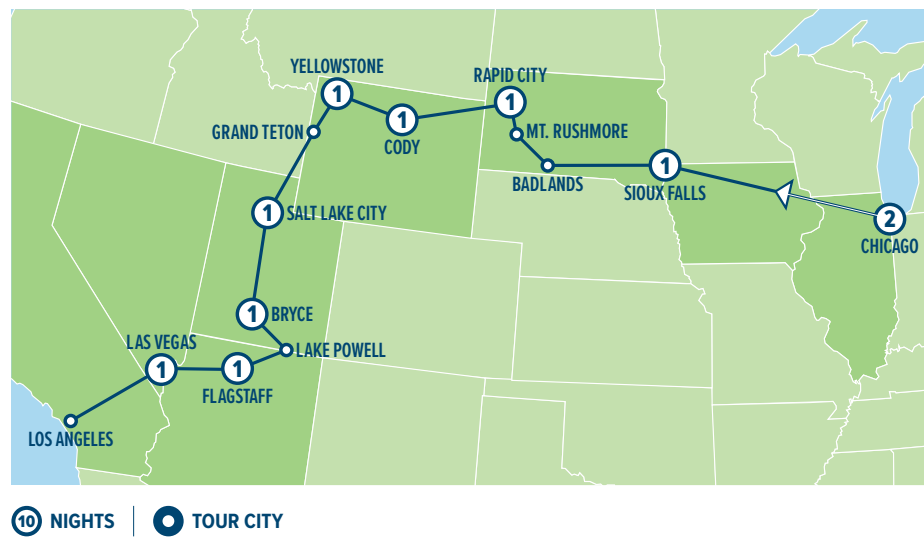 YELLOWSTONE
1
RAPID CITY
1
1
CODY
GRAND TETON
MT. RUSHMORE
BADLANDS
1
SIOUX FALLS
2
CHICAGO
1
SALT LAKE CITY
1
BRYCE
LAKE POWELL
LAS VEGAS
1
1
FLAGSTAFF
LOS ANGELES
10 NIGHTS
TOUR CITY